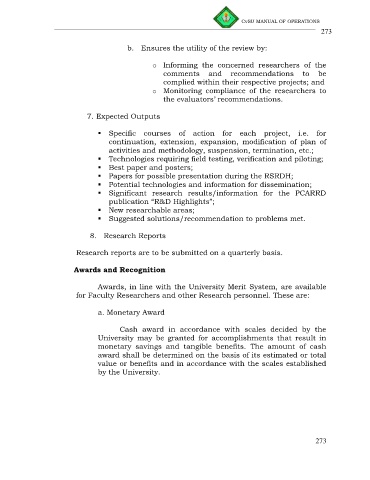 CvSU MANUAL OF OPERATIONS
273
b. Ensures the utility of the review by:
o Informing the concerned researchers of the
comments and recommendations to be
complied within their respective projects; and
o Monitoring compliance of the researchers to
the evaluators' recommendations.
7. Expected Outputs
▪ Specific courses of action for each project, i.e. for
continuation, extension, expansion, modification of plan of
activities and methodology, suspension, termination, etc.;
▪ Technologies requiring field testing, verification and piloting;
▪ Best paper and posters;
▪ Papers for possible presentation during the RSRDH;
▪ Potential technologies and information for dissemination;
▪ Significant research results/information for the PCARRD
publication "R&D Highlights";
▪ New researchable areas;
▪ Suggested solutions/recommendation to problems met.
8. Research Reports
Research reports are to be submitted on a quarterly basis.
Awards and Recognition
Awards, in line with the University Merit System, are available
for Faculty Researchers and other Research personnel. These are:
a. Monetary Award
Cash award in accordance with scales decided by the
University may be granted for accomplishments that result in
monetary savings and tangible benefits. The amount of cash
award shall be determined on the basis of its estimated or total
value or benefits and in accordance with the scales established
by the University.
273